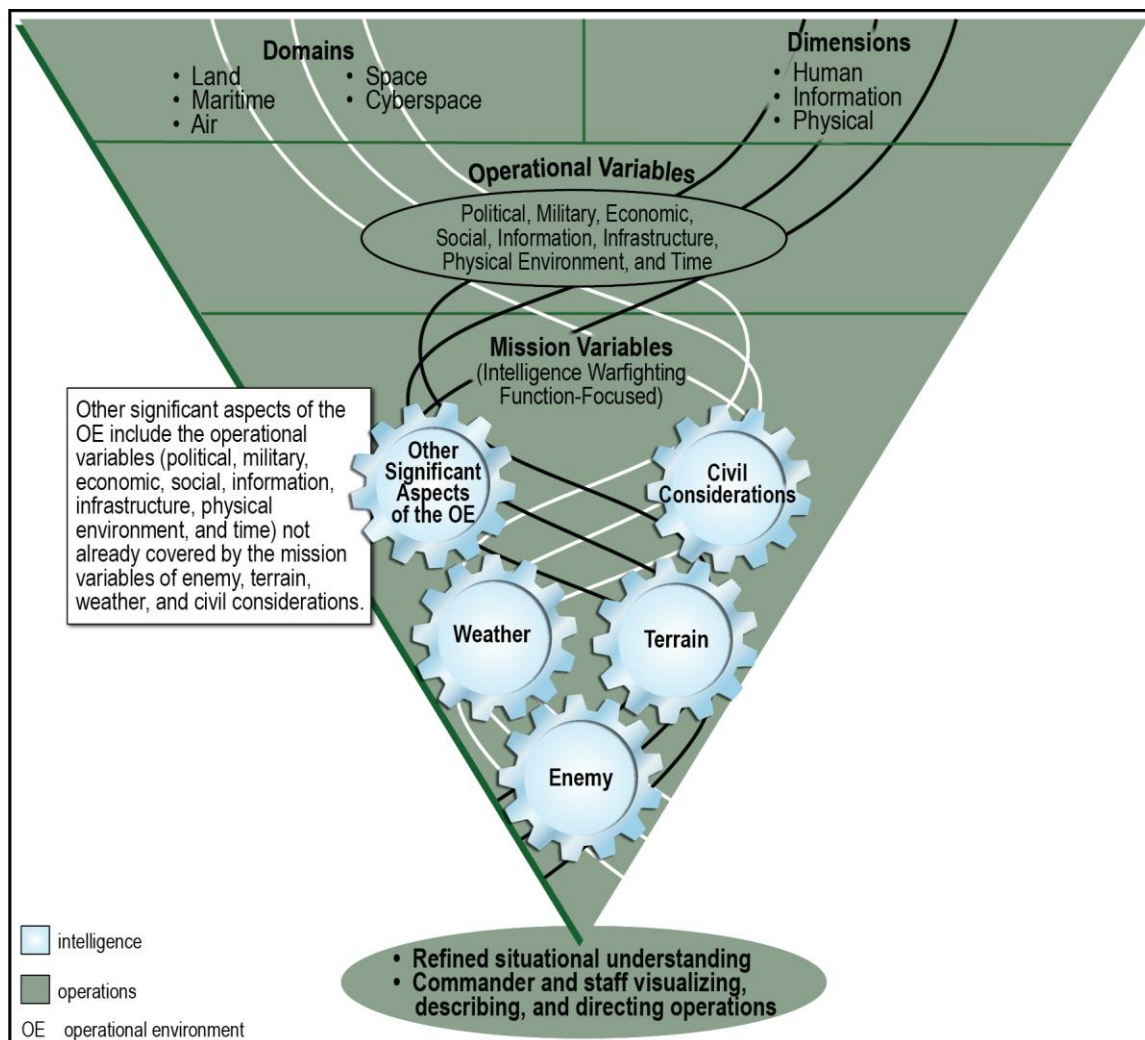 Domains
• Land
• Maritime
• Air
• Space
• Cyberspace
Dimensions
• Human
• Information
• Physical
Operational Variables
Political, Military, Economic,
Social, Information, Infrastructure,
Physical Environment, and Time
Mission Variables
(Intelligence Warfighting
Function-Focused)
Other significant aspects of the
OE include the operational
variables (political, military,
economic, social, information,
infrastructure, physical
environment, and time) not
already covered by the mission
variables of enemy, terrain,
weather, and civil considerations.
Other
Significant
Aspects
of the OE
Civil
Considerations
Weather
Terrain
Enemy
• Refined situational understanding
• Commander and staff visualizing,
describing, and directing operations
intelligence
operations
OE operational environment